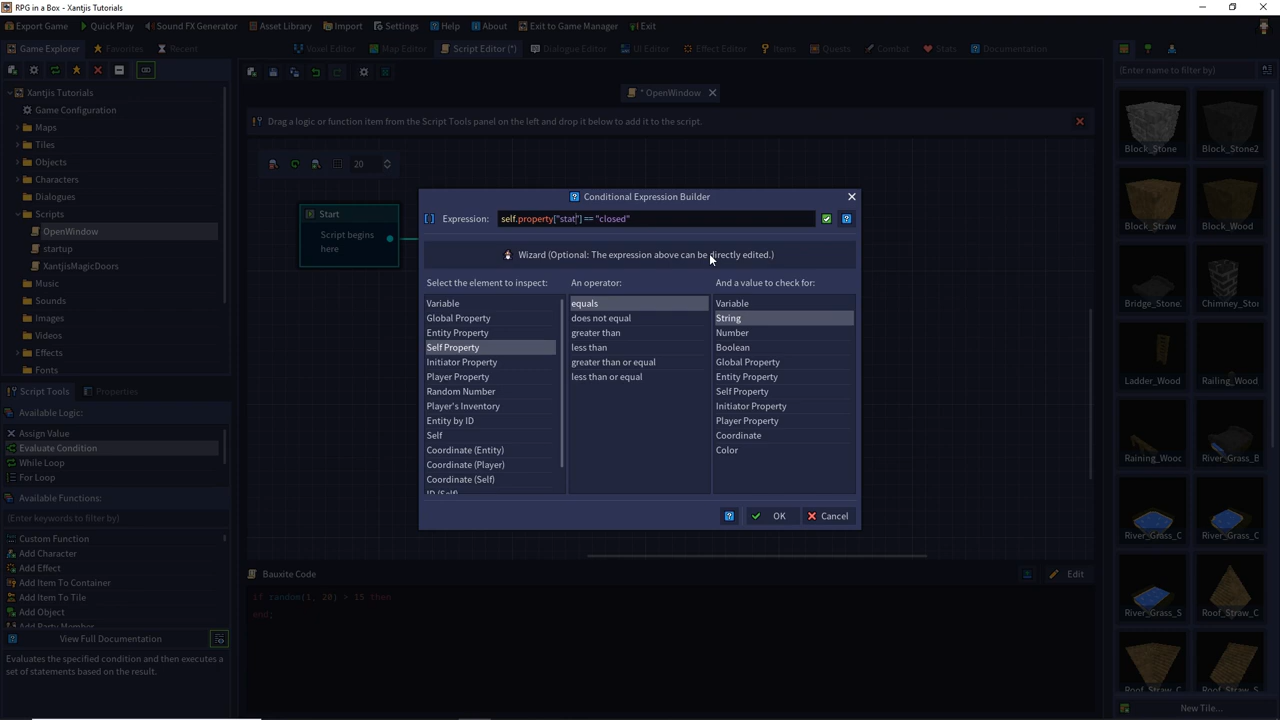 RPG in a Box - Xantjis Tutorials
Export Game
Quick Play
Sound FX Generator
Asset Library
Import
Settings
Help
About
Exit to Game Manager
Exit
Game Explorer
Favorites
Recent
Voxel Editor
Map Editor
Script Editor (*)
Dialogue Editor
UI Editor
Effect Editor
Items
Quests
Combat
Stats
Documentation
(Enter name to filter by)
Xantjis Tutorials
Game Configuration
Maps
Tiles
Objects
Characters
Dialogues
Scripts
OpenWindow
startup
XantjisMagicDoors
Music
Sounds
Images
Videos
Effects
Fonts
* OpenWindow
Drag a logic or function item from the Script Tools panel on the left and drop it below to add it to the script.
20
Start
Script begins
here
Conditional Expression Builder
Expression:
self.property["stat"] == "closed"
Wizard (Optional: The expression above can be directly edited.)
Select the element to inspect:
Variable
Global Property
Entity Property
Self Property
Initiator Property
Player Property
Random Number
Player's Inventory
Entity by ID
Self
Coordinate (Entity)
Coordinate (Player)
Coordinate (Self)
ID (Self)
An operator:
equals
does not equal
greater than
less than
greater than or equal
less than or equal
And a value to check for:
Variable
String
Number
Boolean
Global Property
Entity Property
Self Property
Initiator Property
Player Property
Coordinate
Color
OK
Cancel
Script Tools
Properties
Available Logic:
Assign Value
Evaluate Condition
While Loop
For Loop
Available Functions:
(Enter keywords to filter by)
Custom Function
Add Character
Add Effect
Add Item To Container
Add Item To Tile
Add Object
Add Party Member
View Full Documentation
Evaluates the specified condition and then executes a
set of statements based on the result.
Bauxite Code
Edit
if random(1, 20) > 15 then
end;
Block_Stone
Block_Stone2
Block_Straw
Block_Wood
Bridge_Stone
Chimney_Stor
Ladder_Wood
Railing_Wood
Raining_Wood
River_Grass_B
River_Grass_C
River_Grass_C
River_Grass_S
Roof_Straw_C
Roof_Straw_C
Roof_Straw_S
New Tile...